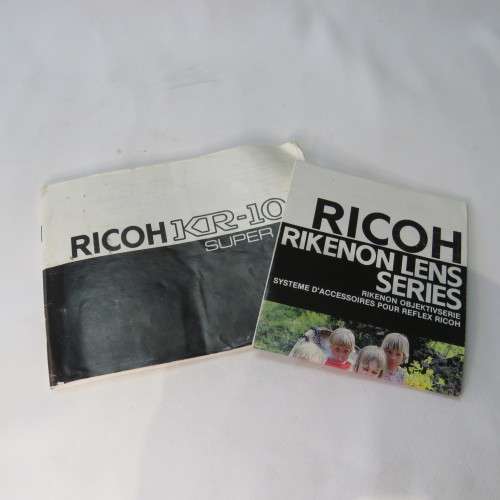 RICOH KR-10
SUPER
RICOH
RIKENON LENS
SERIES
RIKENON OBJEKTIVSERIE
SYSTEME D'ACCESSOIRES POUR REFLEX RICOH